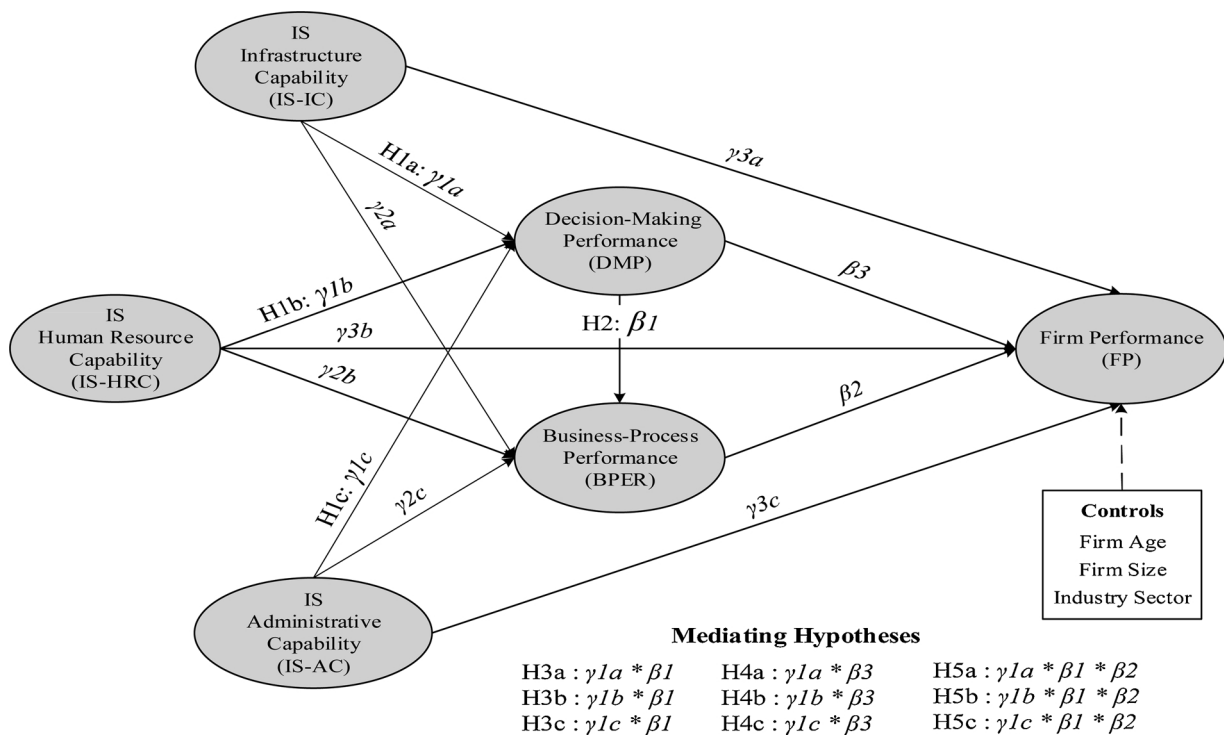 IS
Infrastructure
Capability
(IS-IC)
γ3a
H1a: γ1a
γ2a
Decision-Making
Performance
(DMP)
β3
H1b: γ1b
H2: β1
IS
Human Resource
Capability
(IS-HRC)
γ3b
Firm Performance
(FP)
γ2b
β2
Business-Process
Performance
(BPER)
H1c: γ1c
γ2c
γ3c
Controls
Firm Age
Firm Size
Industry Sector
IS
Administrative
Capability
(IS-AC)
Mediating Hypotheses
H3a : γ1a * β1 H4a : γ1a * β3 H5a : γ1a * β1 * β2
H3b : γ1b * β1 H4b : γ1b * β3 H5b : γ1b * β1 * β2
H3c : γ1c * β1 H4c : γ1c * β3 H5c : γ1c * β1 * β2